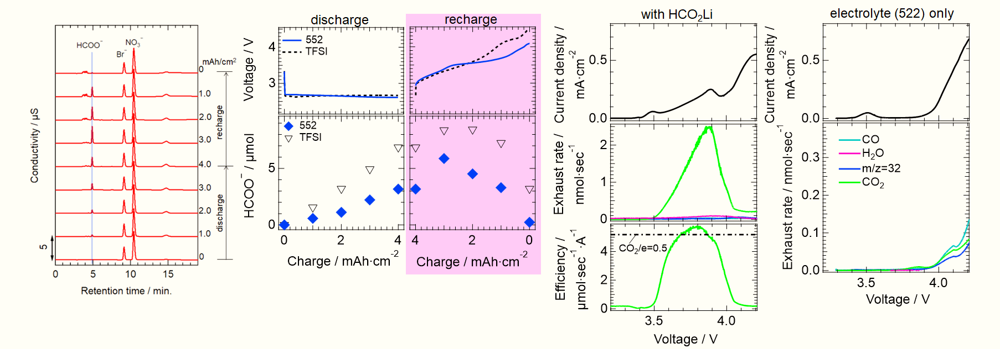 HCOO⁻
Br⁻
NO₃⁻
mAh/cm²
0
1.0
2.0
3.0
4.0
3.0
2.0
1.0
0
recharge
discharge
Conductivity / µS
5
0
5
10
15
Retention time / min.
discharge
recharge
552
TFSI
4
3
Voltage / V
552
TFSI
5
0
HCOO⁻ / µmol
0
2
4
4
2
0
Charge / mAh·cm⁻²
Charge / mAh·cm⁻²
with HCO₂Li
Current density /
mA·cm⁻²
0.5
0.0
Exhaust rate /
nmol·sec⁻¹
2
1
0
Efficiency /
µmol·sec⁻¹·A⁻¹
CO₂/e=0.5
4
2
0
3.5
4.0
Voltage / V
electrolyte (522) only
Current density /
mA·cm⁻²
0.5
0.0
CO
H₂O
m/z=32
CO₂
Exhaust rate / nmol·sec⁻¹
0.3
0.2
0.1
0.0
3.5
4.0
Voltage / V